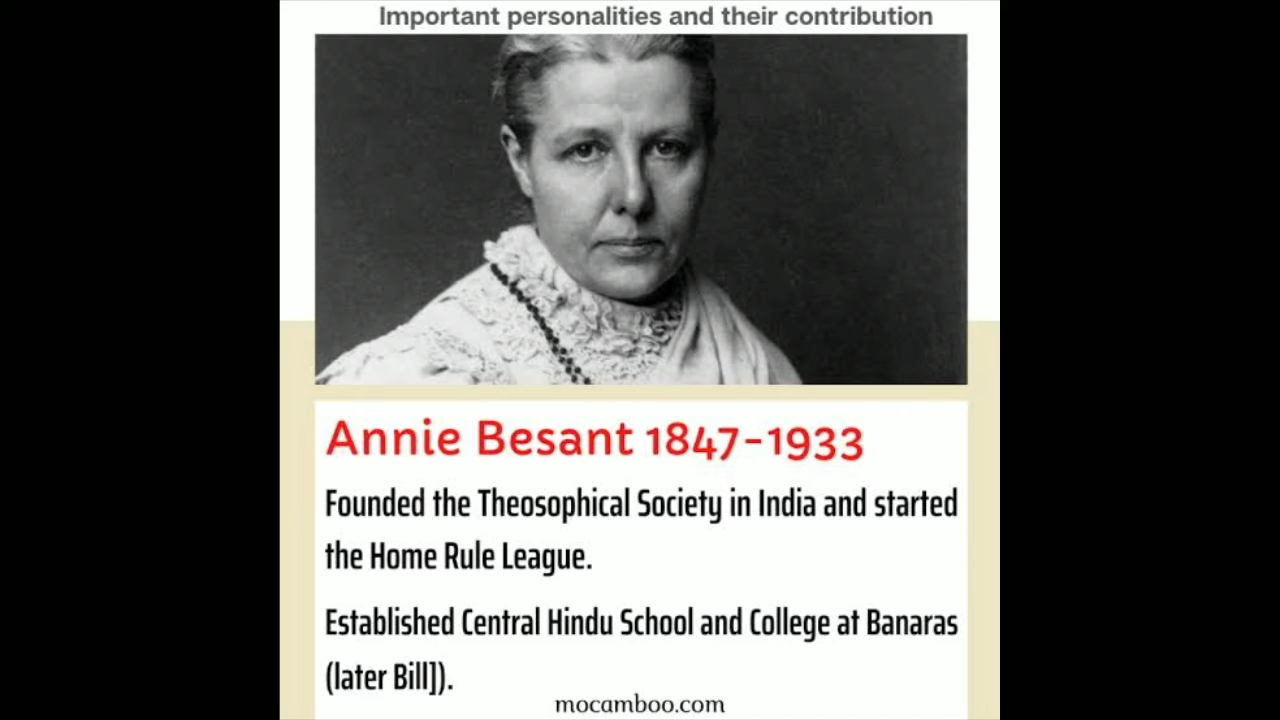 Important personalities and their contribution
Annie Besant 1847-1933
Founded the Theosophical Society in India and started
the Home Rule League.
Established Central Hindu School and College at Banaras
(later Bill]).
mocamboo.com